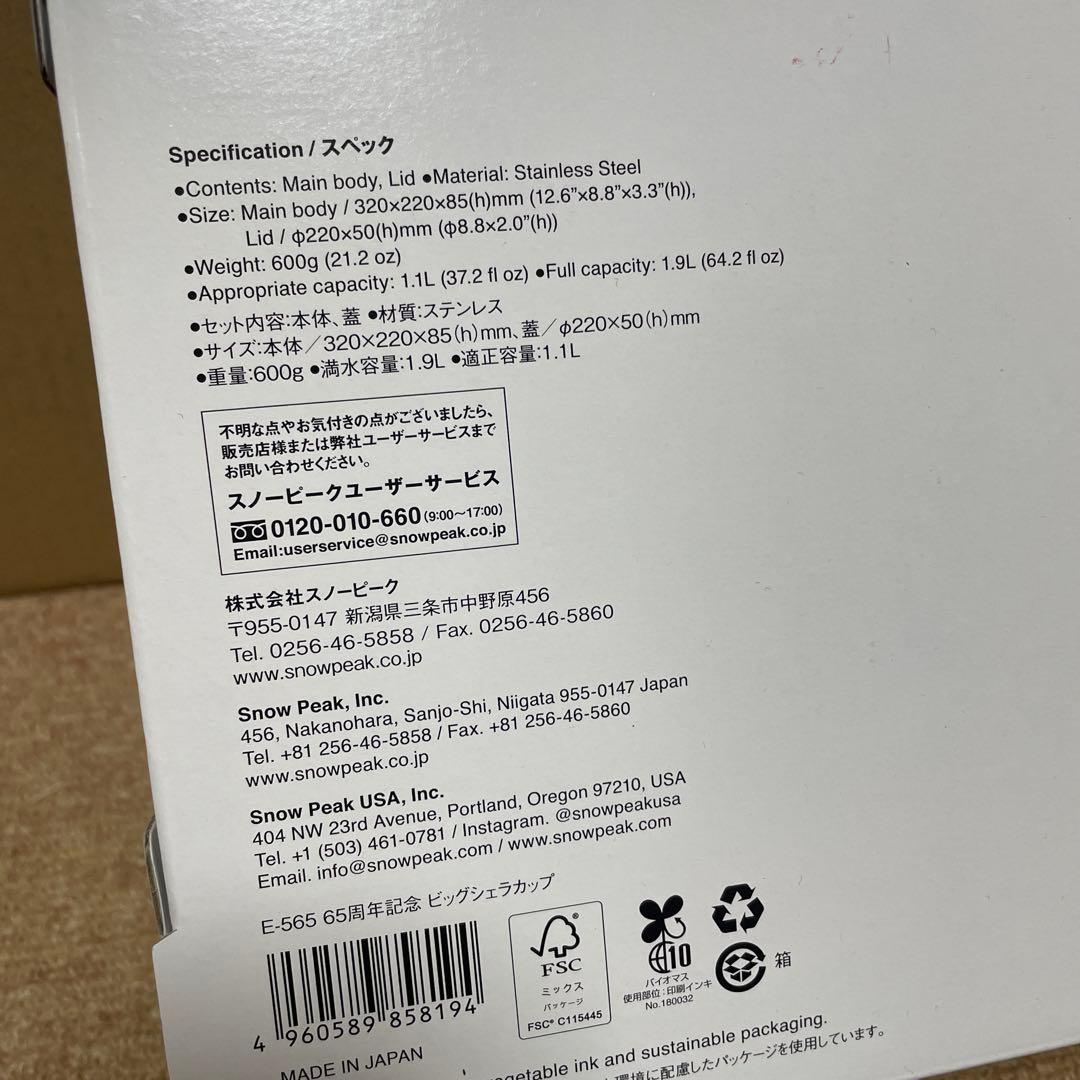 Specification / スペック
●Contents: Main body, Lid ●Material: Stainless Steel
●Size: Main body / 320×220×85(h)mm (12.6”×8.8”×3.3”(h)),
Lid / φ220×50(h)mm (φ8.8×2.0”(h))
●Weight: 600g (21.2 oz)
●Appropriate capacity: 1.1L (37.2 fl oz) ●Full capacity: 1.9L (64.2 fl oz)
●セット内容:本体、蓋 ●材質:ステンレス
●サイズ:本体／320×220×85(h)mm、蓋／φ220×50(h)mm
●重量:600g ●満水容量:1.9L ●適正容量:1.1L
不明な点やお気付きの点がございましたら、
販売店様または弊社ユーザーサービスまで
お問い合わせください。
スノーピークユーザーサービス
0120-010-660 (9:00〜17:00)
Email:userservice@snowpeak.co.jp
株式会社スノーピーク
〒955-0147 新潟県三条市中野原456
Tel. 0256-46-5858 / Fax. 0256-46-5860
www.snowpeak.co.jp
Snow Peak, Inc.
456, Nakanohara, Sanjo-Shi, Niigata 955-0147 Japan
Tel. +81 256-46-5858 / Fax. +81 256-46-5860
www.snowpeak.co.jp
Snow Peak USA, Inc.
404 NW 23rd Avenue, Portland, Oregon 97210, USA
Tel. +1 (503) 461-0781 / Instagram. @snowpeakusa
Email. info@snowpeak.com / www.snowpeak.com
E-565 65周年記念 ビッグシェラカップ
4 960589 858194
FSC
ミックス
パッケージ
FSC® C115445
10
バイオマス
使用部位:印刷インキ
No.180032
箱
MADE IN JAPAN
ink and sustainable packaging.
環境に配慮したパッケージを使用しています。